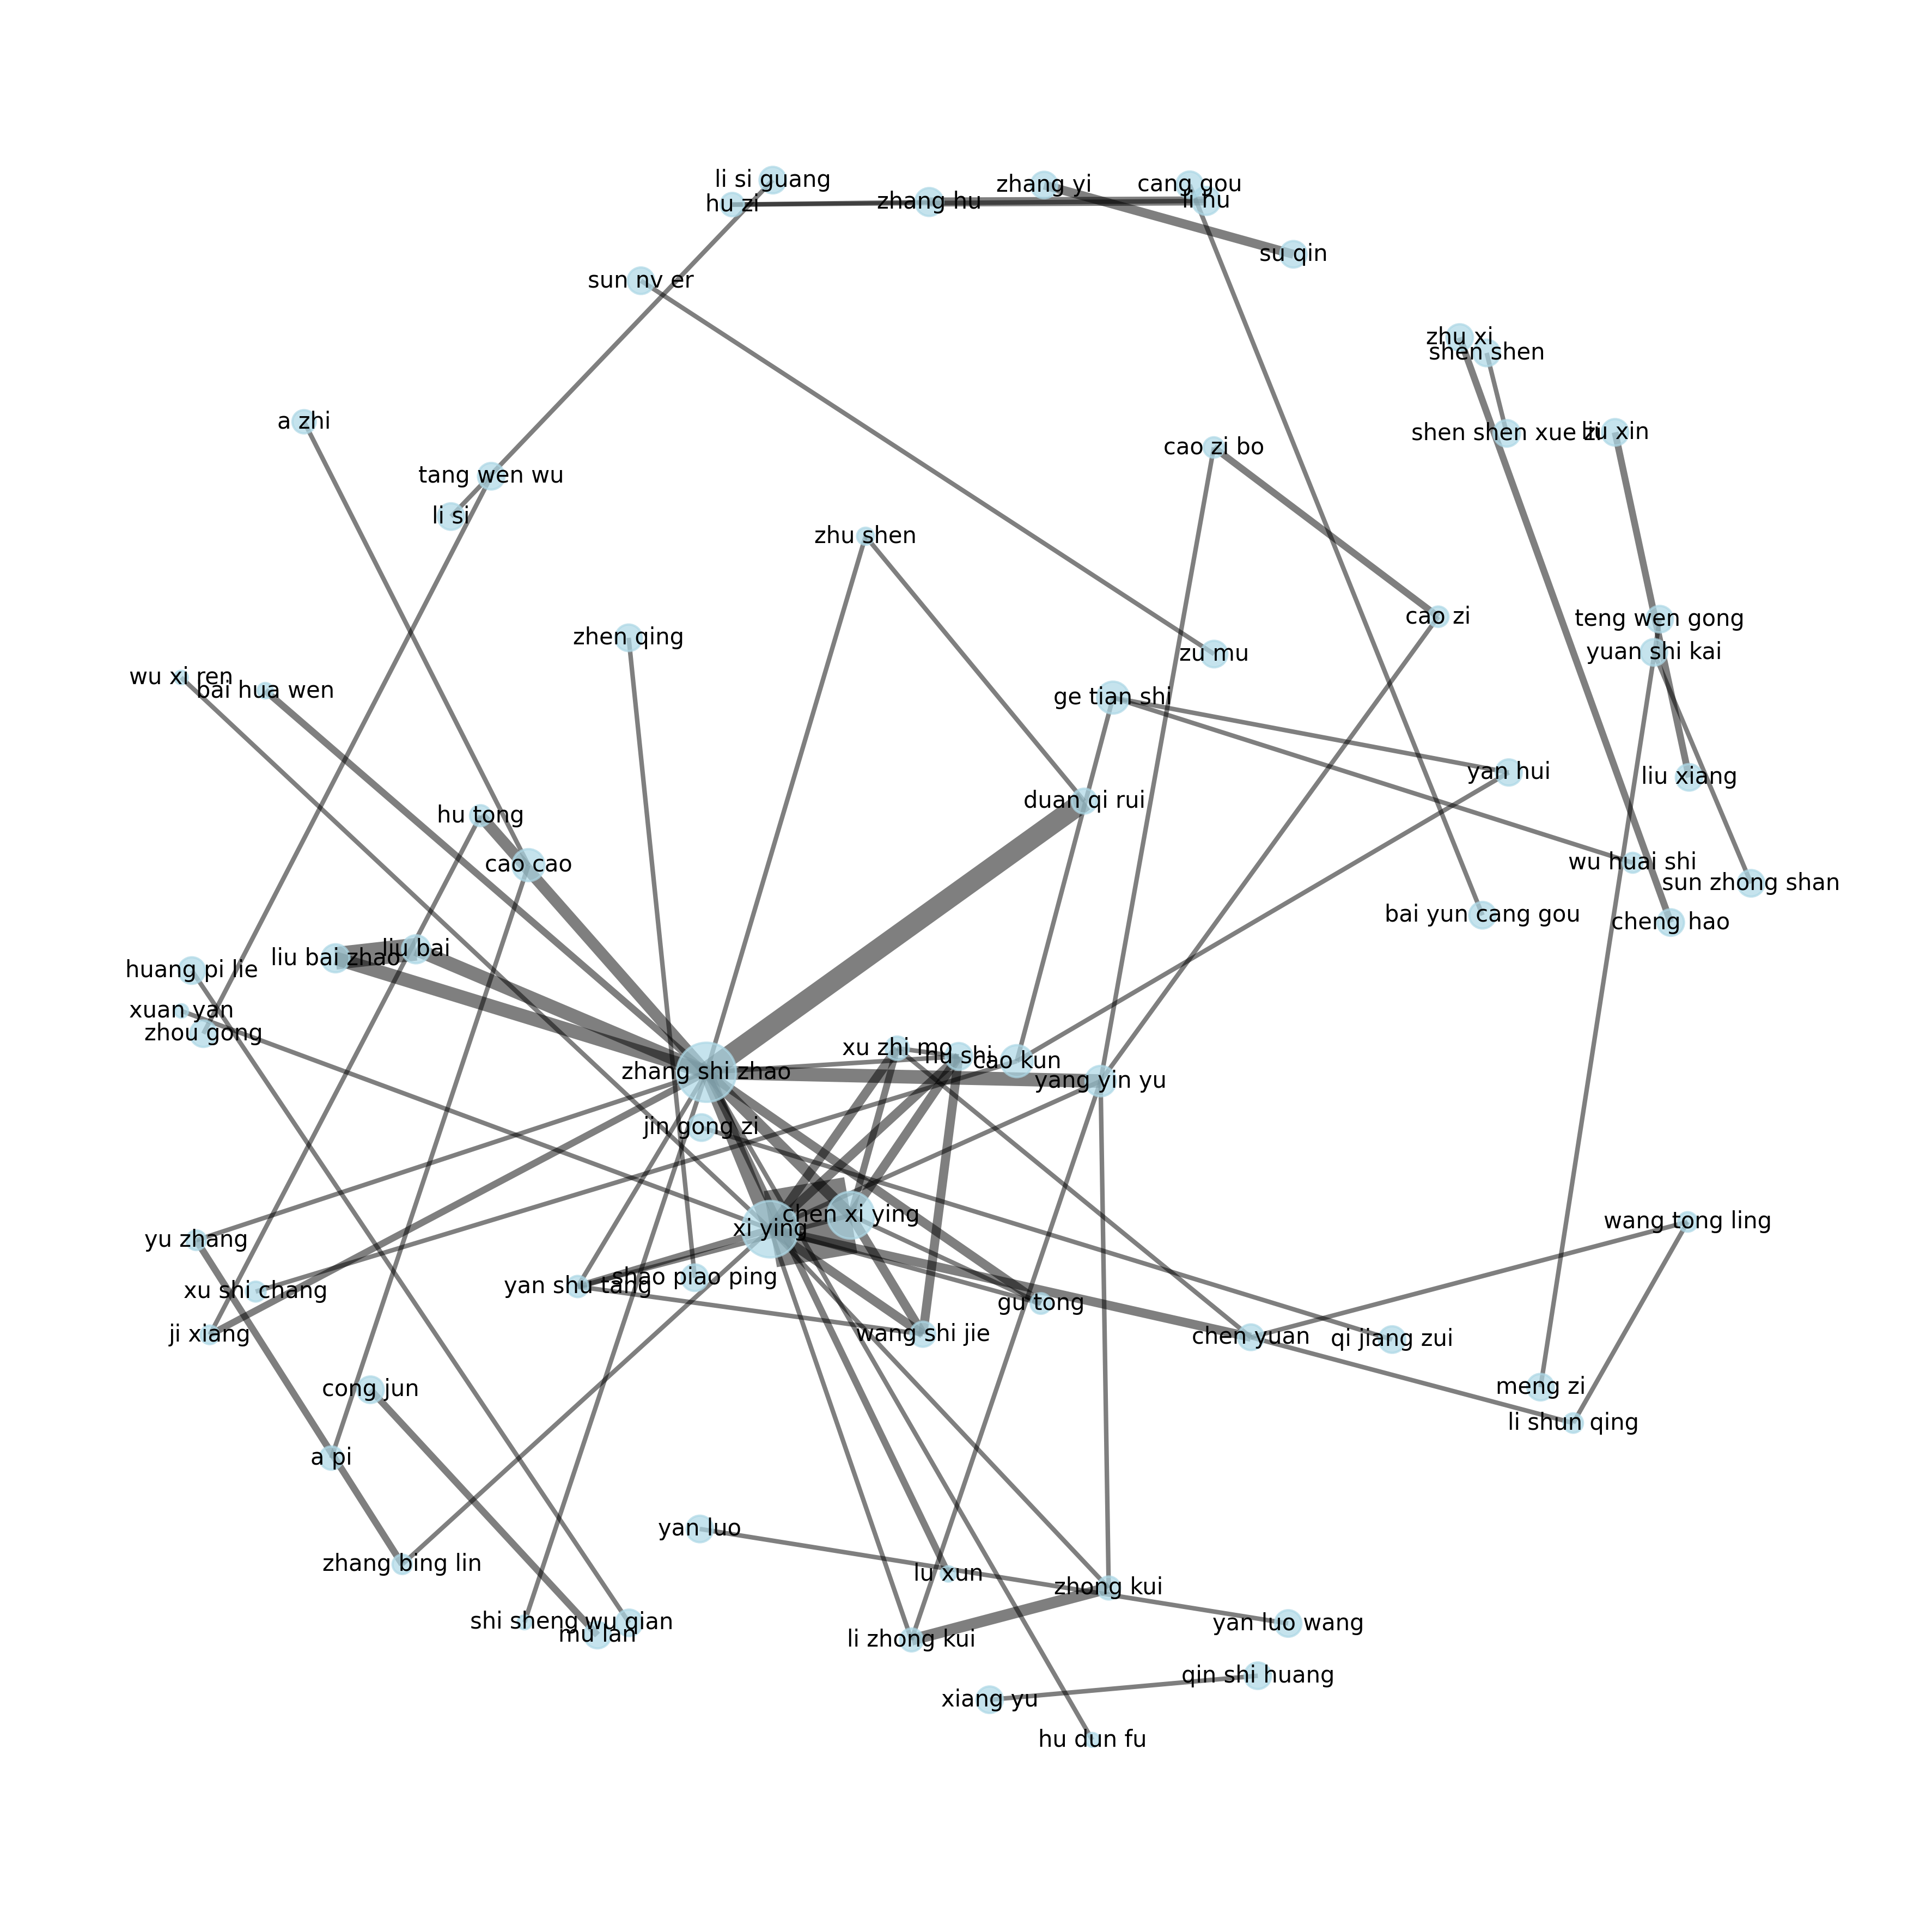 li si guang
hu zi
zhang hu
zhang yi
cang gou
li hu
su qin
sun nv er
zhu xi
shen shen
a zhi
shen shen xue zi
liu xin
cao zi bo
tang wen wu
li si
zhu shen
cao zi
teng wen gong
zhen qing
zu mu
yuan shi kai
wu xi ren
bai hua wen
ge tian shi
yan hui
liu xiang
duan qi rui
hu tong
cao cao
wu huai shi
sun zhong shan
bai yun cang gou
cheng hao
liu bai
liu bai zhao
huang pi lie
xuan yan
zhou gong
xu zhi mo
hu shi
cao kun
zhang shi zhao
yang yin yu
jin gong zi
chen xi ying
xi ying
wang tong ling
yu zhang
shao piao ping
yan shu tang
xu shi chang
gu tong
ji xiang
wang shi jie
chen yuan
qi jiang zui
cong jun
meng zi
li shun qing
a pi
yan luo
zhang bing lin
lu xun
zhong kui
shi sheng
wu qian
mu lan
li zhong kui
yan luo wang
qin shi huang
xiang yu
hu dun fu